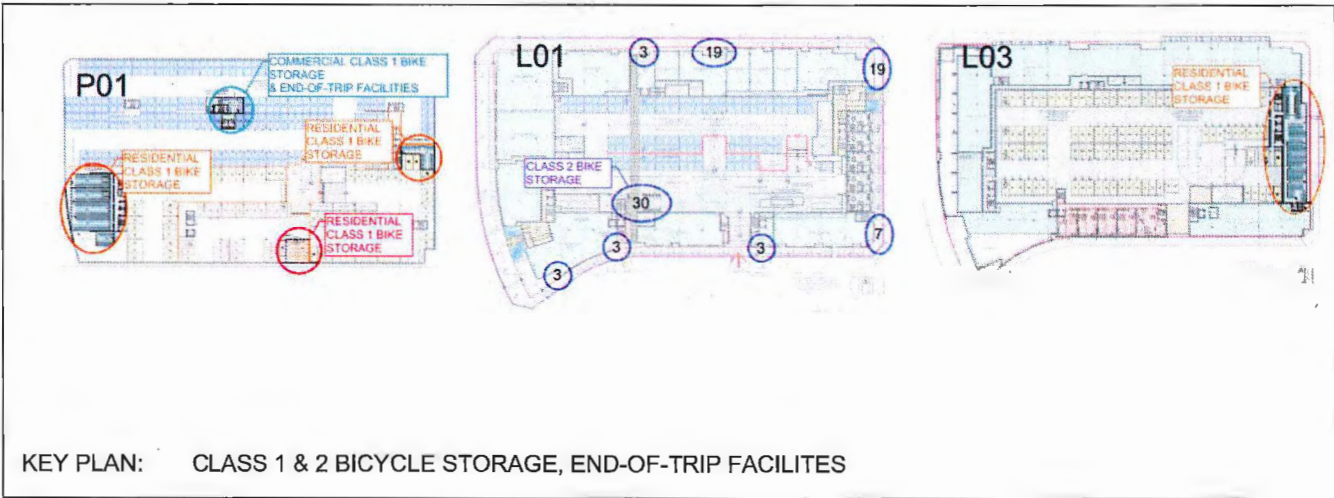 P01
COMMERCIAL CLASS 1 BIKE
STORAGE
& END-OF-TRIP FACILITIES
RESIDENTIAL
CLASS 1 BIKE
STORAGE
RESIDENTIAL
CLASS 1 BIKE
STORAGE
RESIDENTIAL
CLASS 1 BIKE
STORAGE
L01
3
19
19
CLASS 2 BIKE
STORAGE
30
3
3
7
3
L03
RESIDENTIAL
CLASS 1 BIKE
STORAGE
KEY PLAN: CLASS 1 & 2 BICYCLE STORAGE, END-OF-TRIP FACILITES